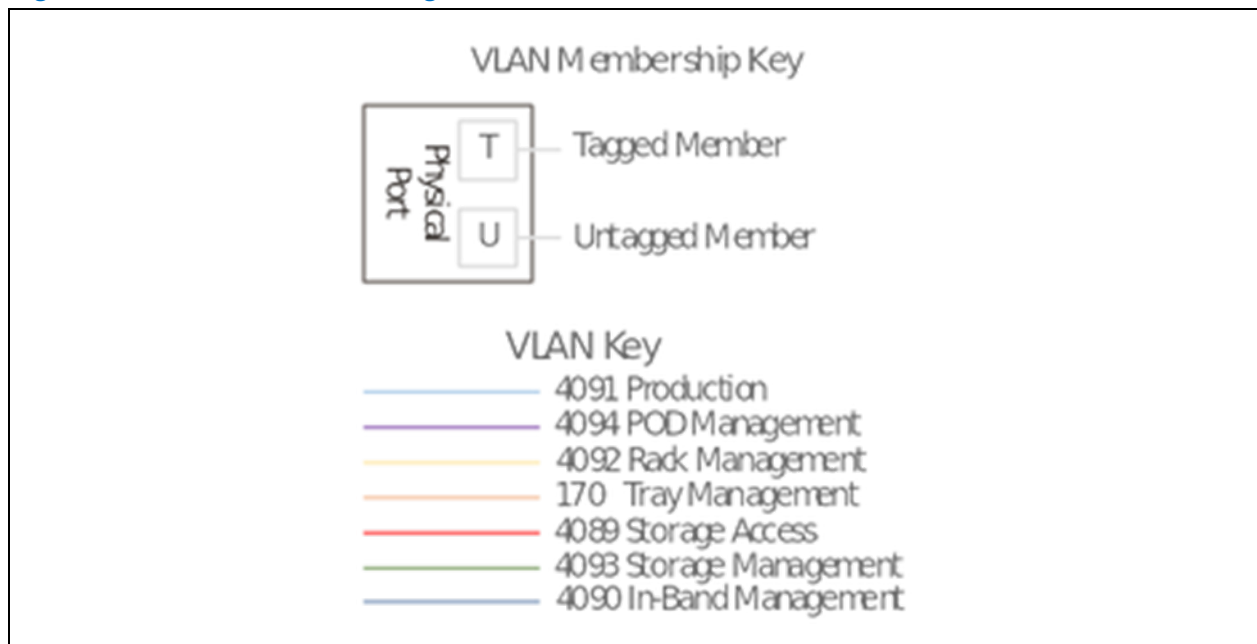 VLAN Membership Key
Physical
Port
T
Tagged Member
U
Untagged Member
VLAN Key
4091 Production
4094 POD Management
4092 Rack Management
170 Tray Management
4089 Storage Access
4093 Storage Management
4090 In-Band Management